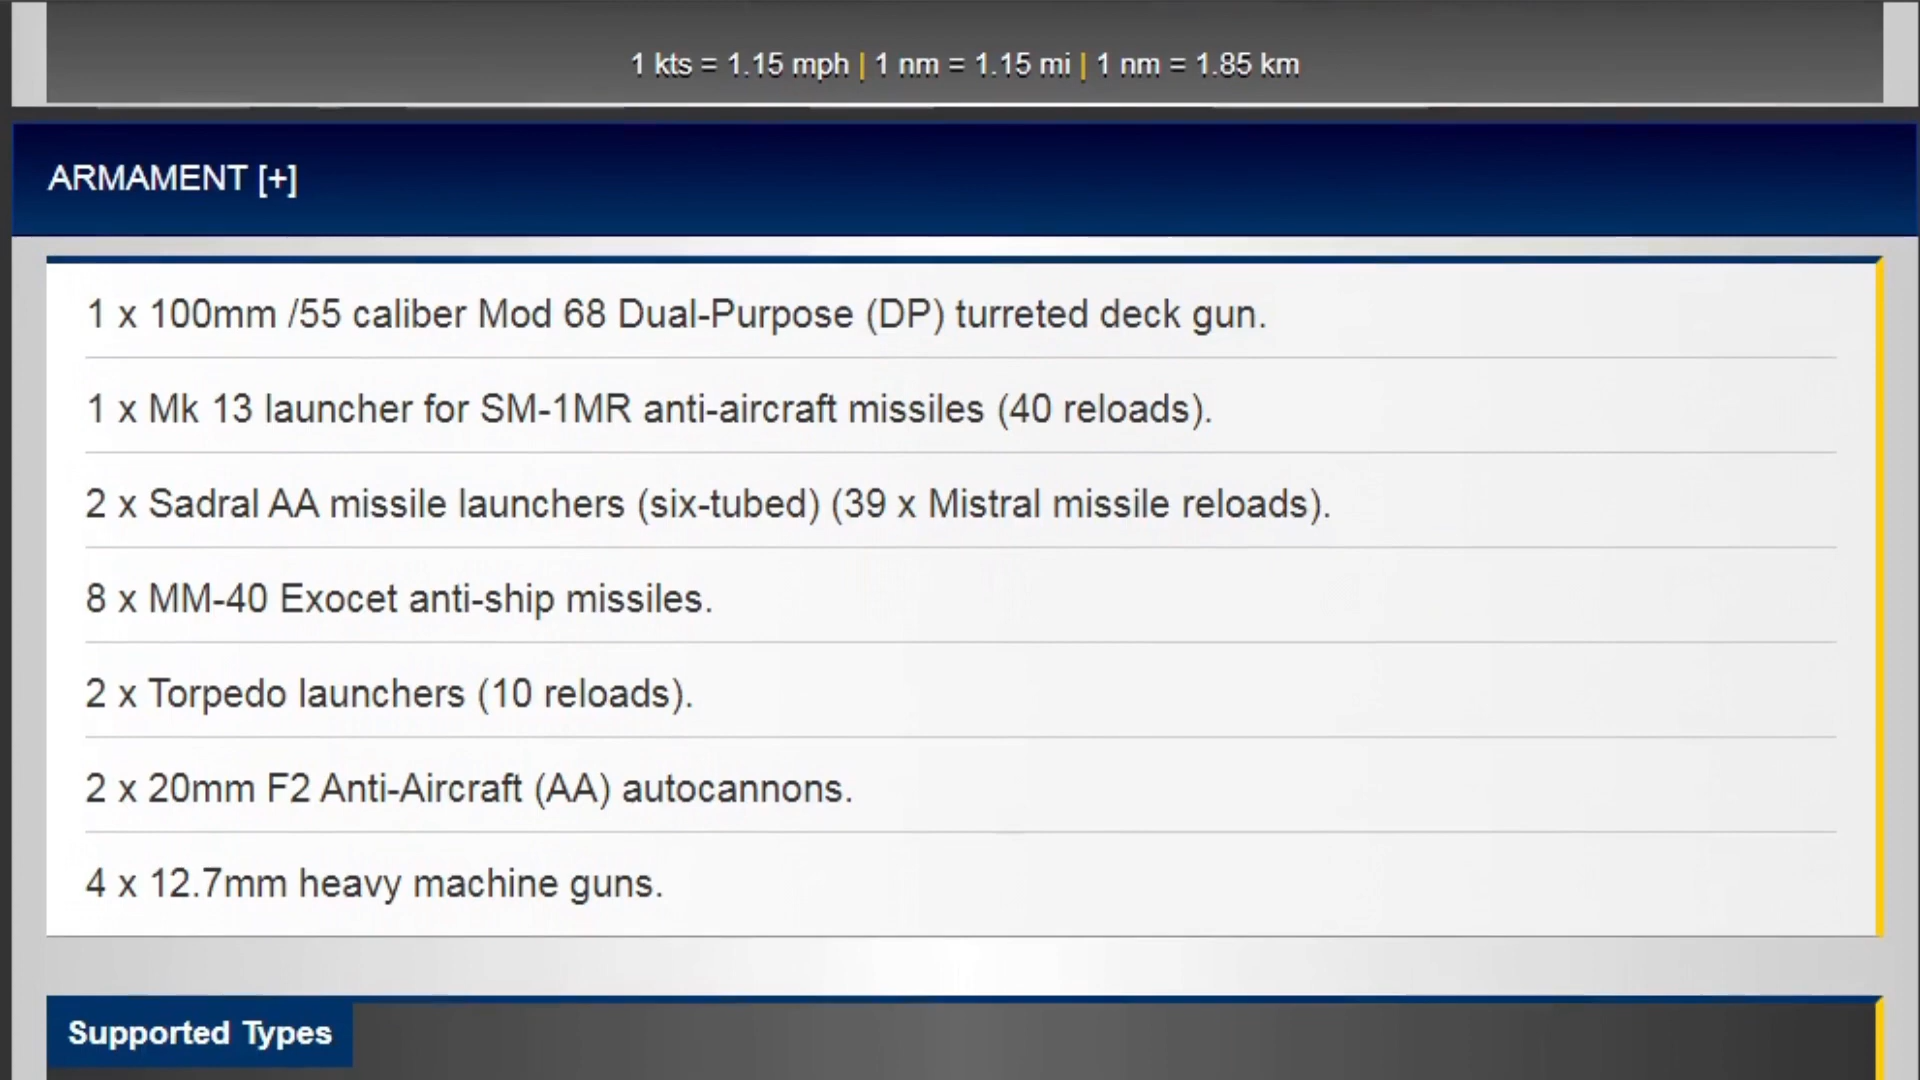 1 kts = 1.15 mph | 1 nm = 1.15 mi | 1 nm = 1.85 km
ARMAMENT [+]
1 x 100mm /55 caliber Mod 68 Dual-Purpose (DP) turreted deck gun.
1 x Mk 13 launcher for SM-1MR anti-aircraft missiles (40 reloads).
2 x Sadral AA missile launchers (six-tubed) (39 x Mistral missile reloads).
8 x MM-40 Exocet anti-ship missiles.
2 x Torpedo launchers (10 reloads).
2 x 20mm F2 Anti-Aircraft (AA) autocannons.
4 x 12.7mm heavy machine guns.
Supported Types